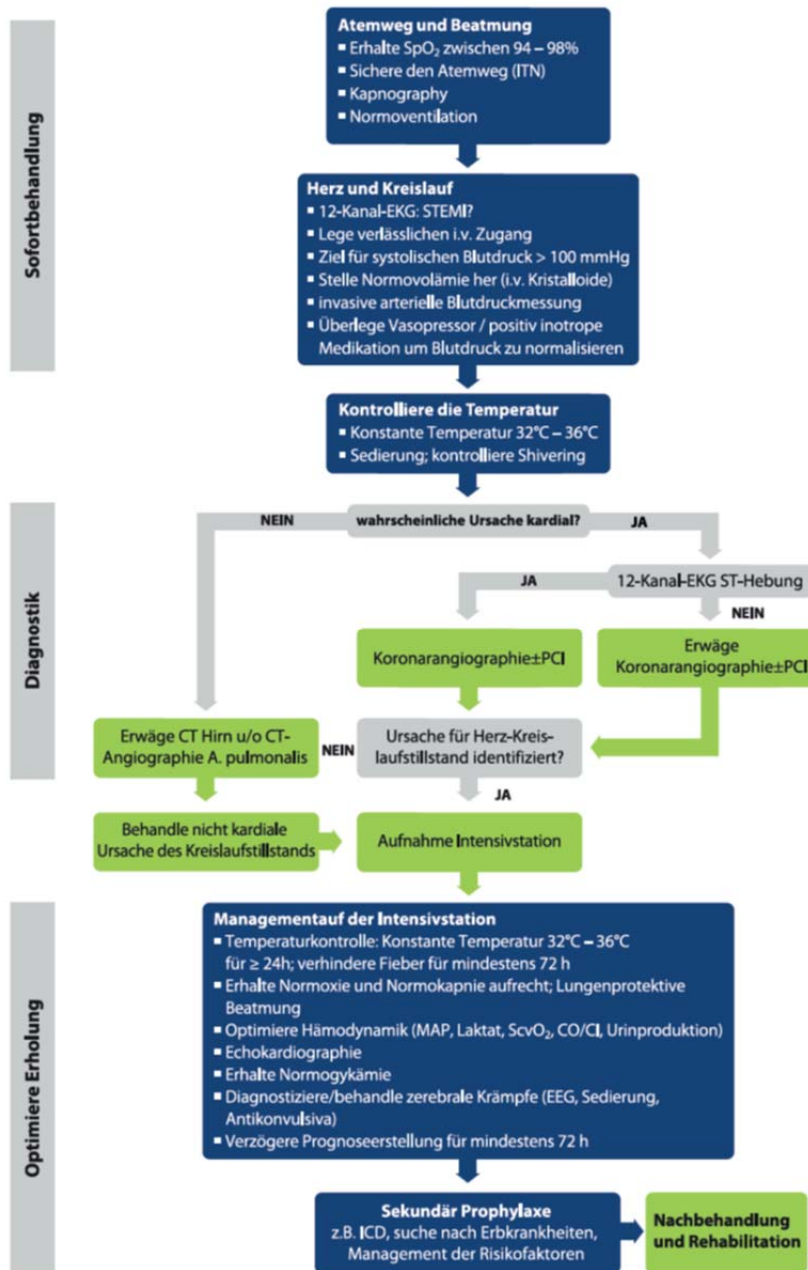 Sofortbehandlung
Atemweg und Beatmung
▪ Erhalte SpO₂ zwischen 94 – 98%
▪ Sichere den Atemweg (ITN)
▪ Kapnography
▪ Normoventilation
Herz und Kreislauf
▪ 12-Kanal-EKG: STEMI?
▪ Lege verlässlichen i.v. Zugang
▪ Ziel für systolischen Blutdruck > 100 mmHg
▪ Stelle Normovolämie her (i.v. Kristalloide)
▪ invasive arterielle Blutdruckmessung
▪ Überlege Vasopressor / positiv inotrope
Medikation um Blutdruck zu normalisieren
Kontrolliere die Temperatur
▪ Konstante Temperatur 32°C – 36°C
▪ Sedierung; kontrolliere Shivering
Diagnostik
NEIN
wahrscheinliche Ursache kardial?
JA
JA
12-Kanal-EKG ST-Hebung
NEIN
Koronarangiographie±PCI
Erwäge
Koronarangiographie±PCI
Erwäge CT Hirn u/o CT-
Angiographie A. pulmonalis
NEIN
Ursache für Herz-Kreis-
laufstillstand identifiziert?
JA
Behandle nicht kardiale
Ursache des Kreislaufstillstands
Aufnahme Intensivstation
Optimiere Erholung
Managementauf der Intensivstation
▪ Temperaturkontrolle: Konstante Temperatur 32°C – 36°C
für ≥ 24h; verhindere Fieber für mindestens 72 h
▪ Erhalte Normoxie und Normokapnie aufrecht; Lungenprotektive
Beatmung
▪ Optimiere Hämodynamik (MAP, Laktat, ScvO₂, CO/CI, Urinproduktion)
▪ Echokardiographie
▪ Erhalte Normogykämie
▪ Diagnostiziere/behandle zerebrale Krämpfe (EEG, Sedierung,
Antikonvulsiva)
▪ Verzögere Prognoseerstellung für mindestens 72 h
Sekundär Prophylaxe
z.B. ICD, suche nach Erbkrankheiten,
Management der Risikofaktoren
Nachbehandlung
und Rehabilitation